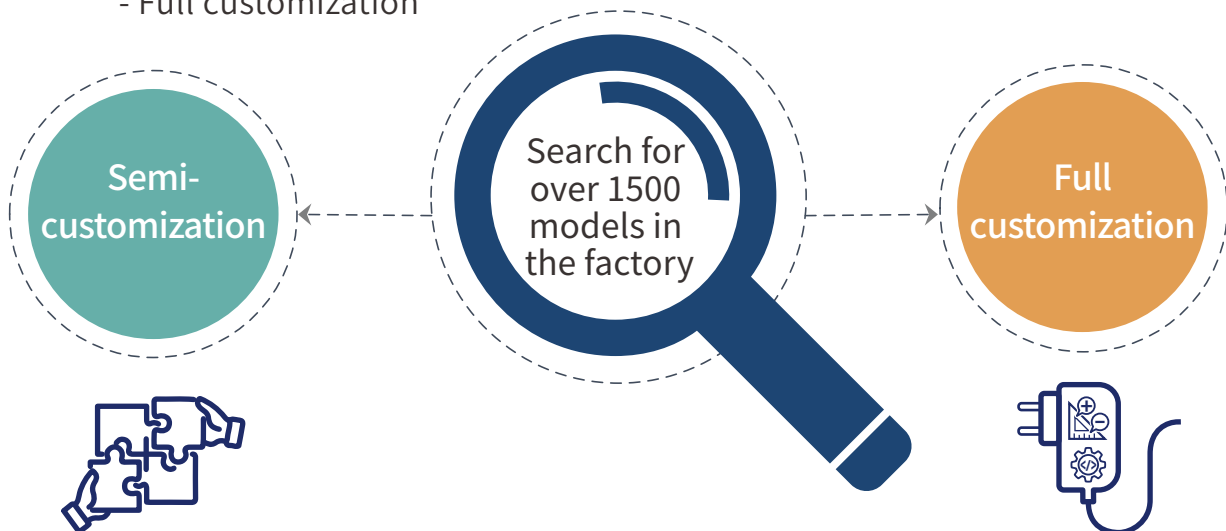 - Full customization
Semi-
customization
Search for
over 1500
models in
the factory
Full
customization